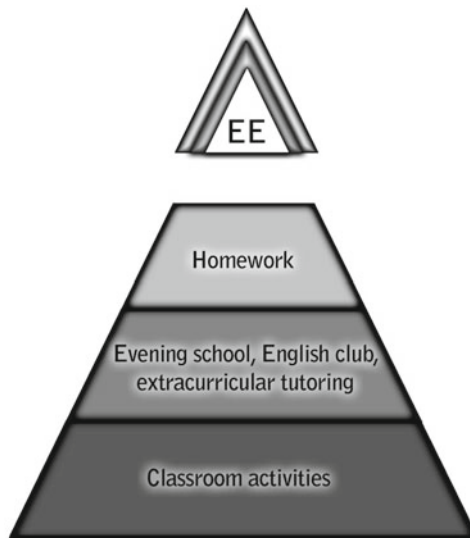 EE
Homework
Evening school, English club,
extracurricular tutoring
Classroom activities